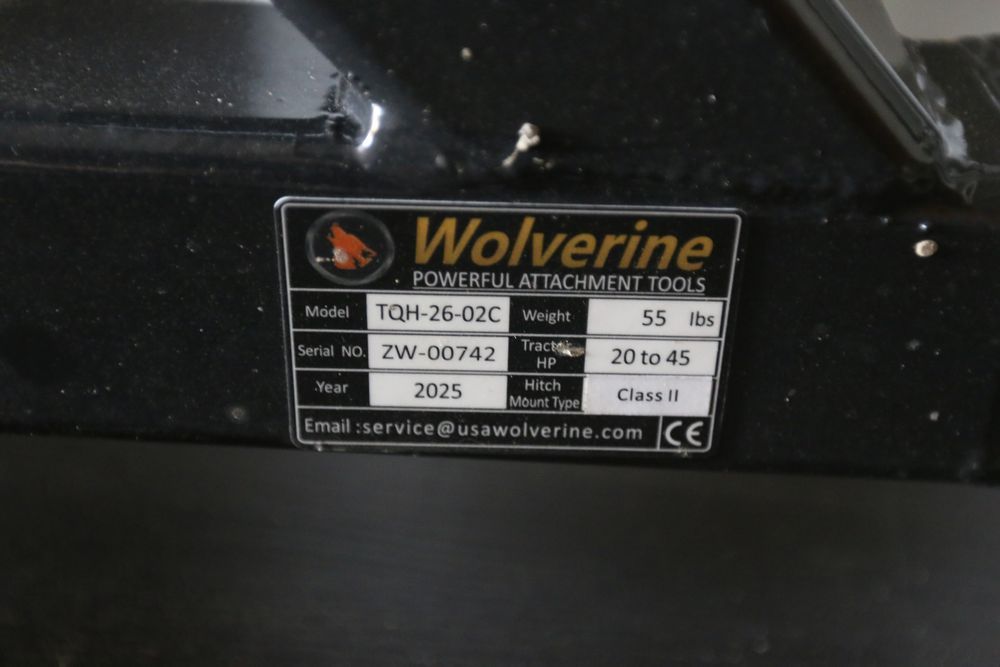 Wolverine
POWERFUL ATTACHMENT TOOLS
Model TQH-26-02C Weight 55 lbs
Serial NO. ZW-00742 Tractor HP 20 to 45
Year 2025 Hitch Mount Type Class II
Email :service@usawolverine.com CE